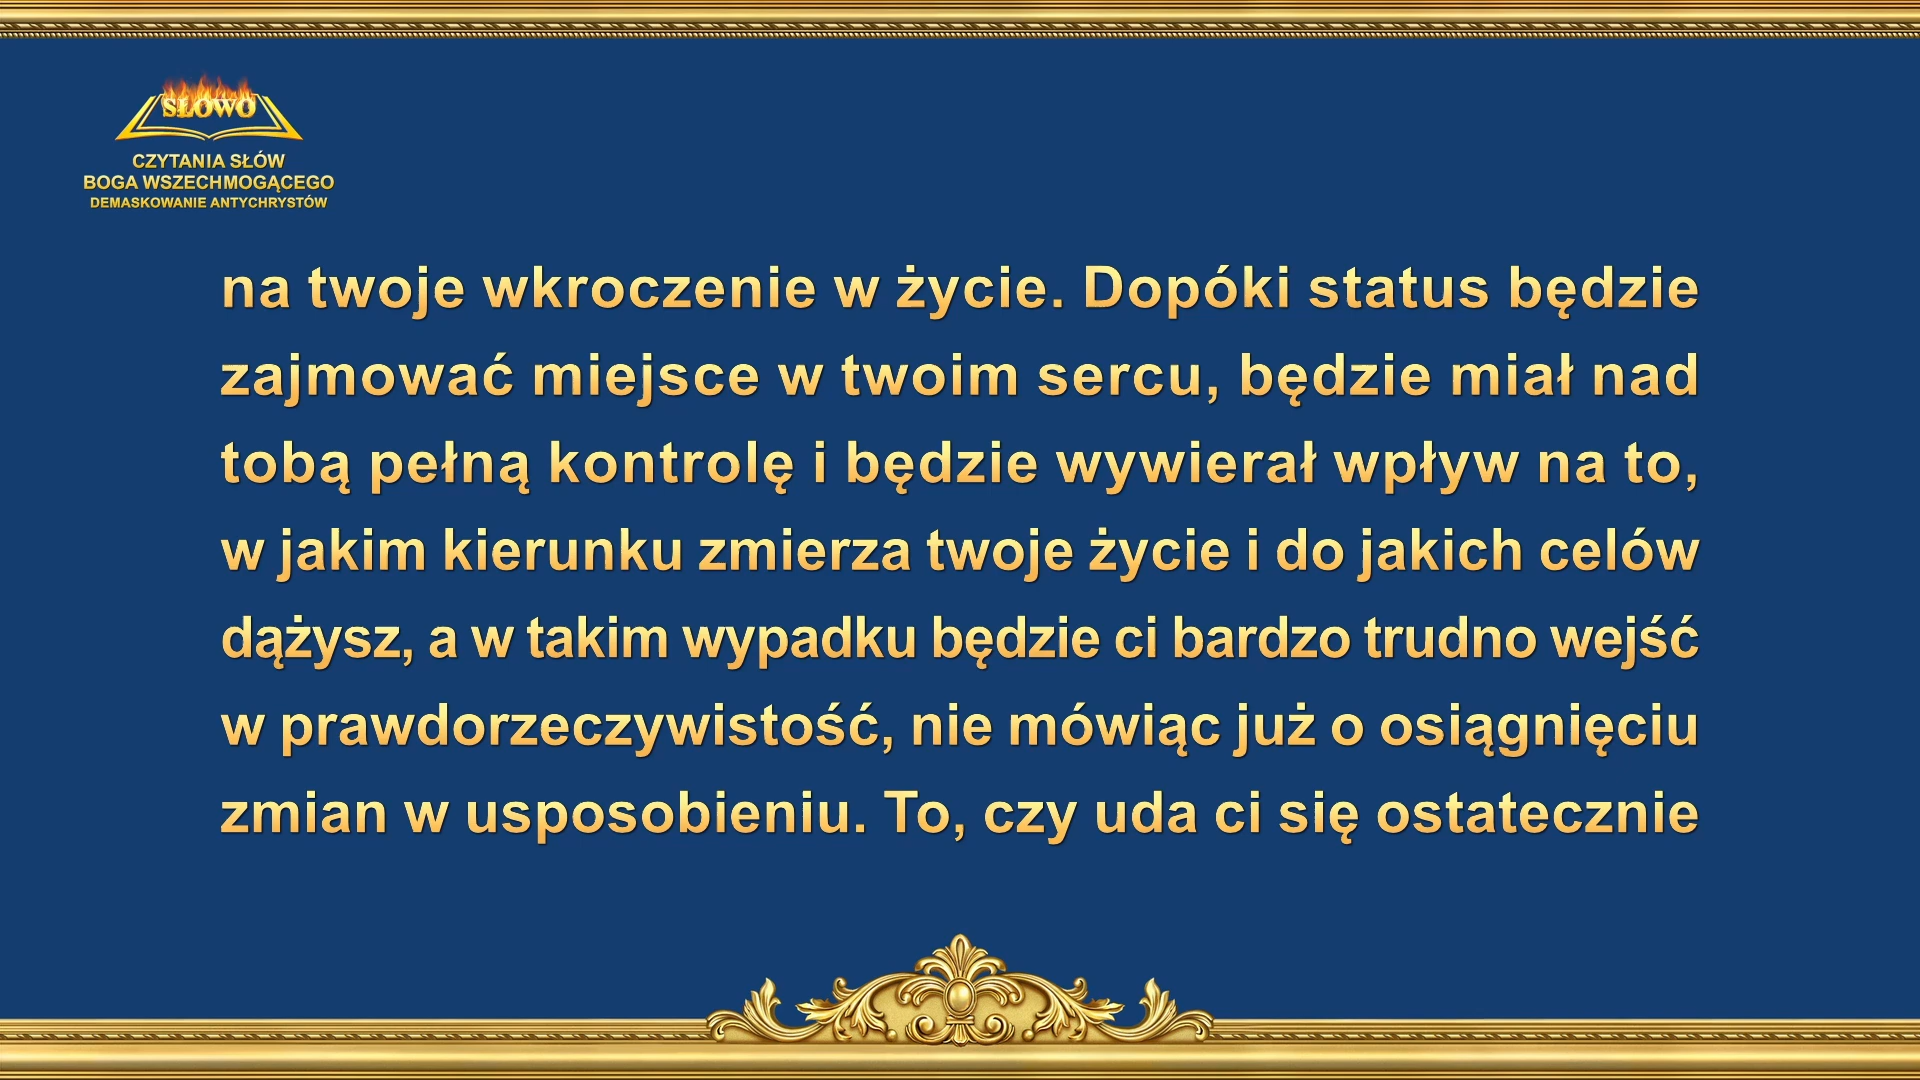 SŁOWO
CZYTANIA SŁÓW
BOGA WSZECHMOGĄCEGO
DEMASKOWANIE ANTYCHRYSTÓW
na twoje wkroczenie w życie. Dopóki status będzie
zajmować miejsce w twoim sercu, będzie miał nad
tobą pełną kontrolę i będzie wywierał wpływ na to,
w jakim kierunku zmierza twoje życie i do jakich celów
dążysz, a w takim wypadku będzie ci bardzo trudno wejść
w prawdorzeczywistość, nie mówiąc już o osiągnięciu
zmian w usposobieniu. To, czy uda ci się ostatecznie